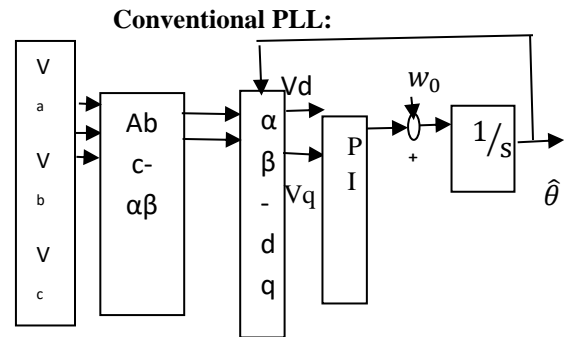 Conventional PLL:
V
a
V
b
V
c
Ab
c-
αβ
α
β
-
d
q
Vd
Vq
P
I
w₀
+
1/s
θ̂